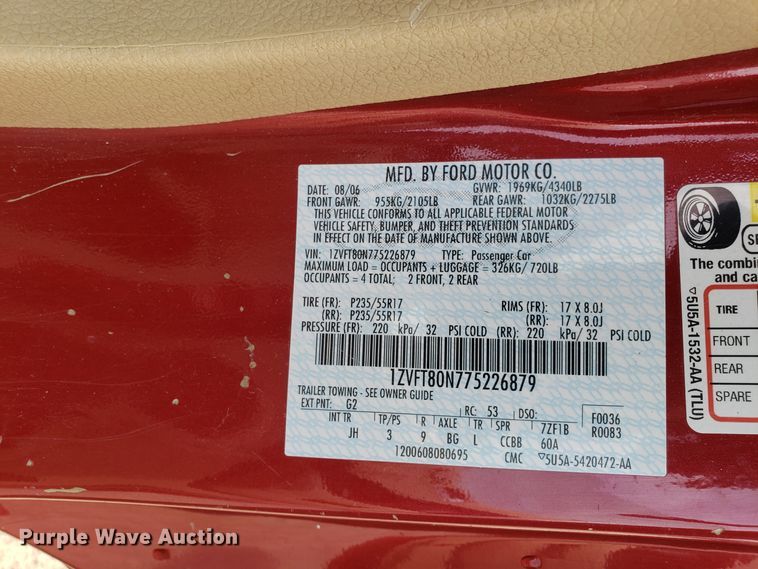 MFD. BY FORD MOTOR CO.
DATE: 08/06 GVWR: 1969KG/4340LB
FRONT GAWR: 955KG/2105LB REAR GAWR: 1032KG/2275LB
THIS VEHICLE CONFORMS TO ALL APPLICABLE FEDERAL MOTOR
VEHICLE SAFETY, BUMPER, AND THEFT PREVENTION STANDARDS
IN EFFECT ON THE DATE OF MANUFACTURE SHOWN ABOVE.
VIN: 1ZVFT80N775226879 TYPE: Passenger Car
MAXIMUM LOAD = OCCUPANTS + LUGGAGE = 326KG/720LB
OCCUPANTS = 4 TOTAL; 2 FRONT, 2 REAR
TIRE (FR): P235/55R17 RIMS (FR): 17 X 8.0J
(RR): P235/55R17 (RR): 17 X 8.0J
PRESSURE (FR): 220 kPa/ 32 PSI COLD (RR): 220 kPa/ 32 PSI COLD
1ZVFT80N775226879
TRAILER TOWING - SEE OWNER GUIDE
EXT PNT: G2 RC: 53 DSO: F0036
INT TR TP/PS R AXLE TR SPR 7ZF1B R0083
JH 3 9 BG L CCBB 60A
1200608080695 CMC ▽5U5A-5420472-AA
The combin
and ca
TIRE
FRONT
REAR
SPARE
▽5U5A-1532-AA (TLU)
Purple Wave Auction